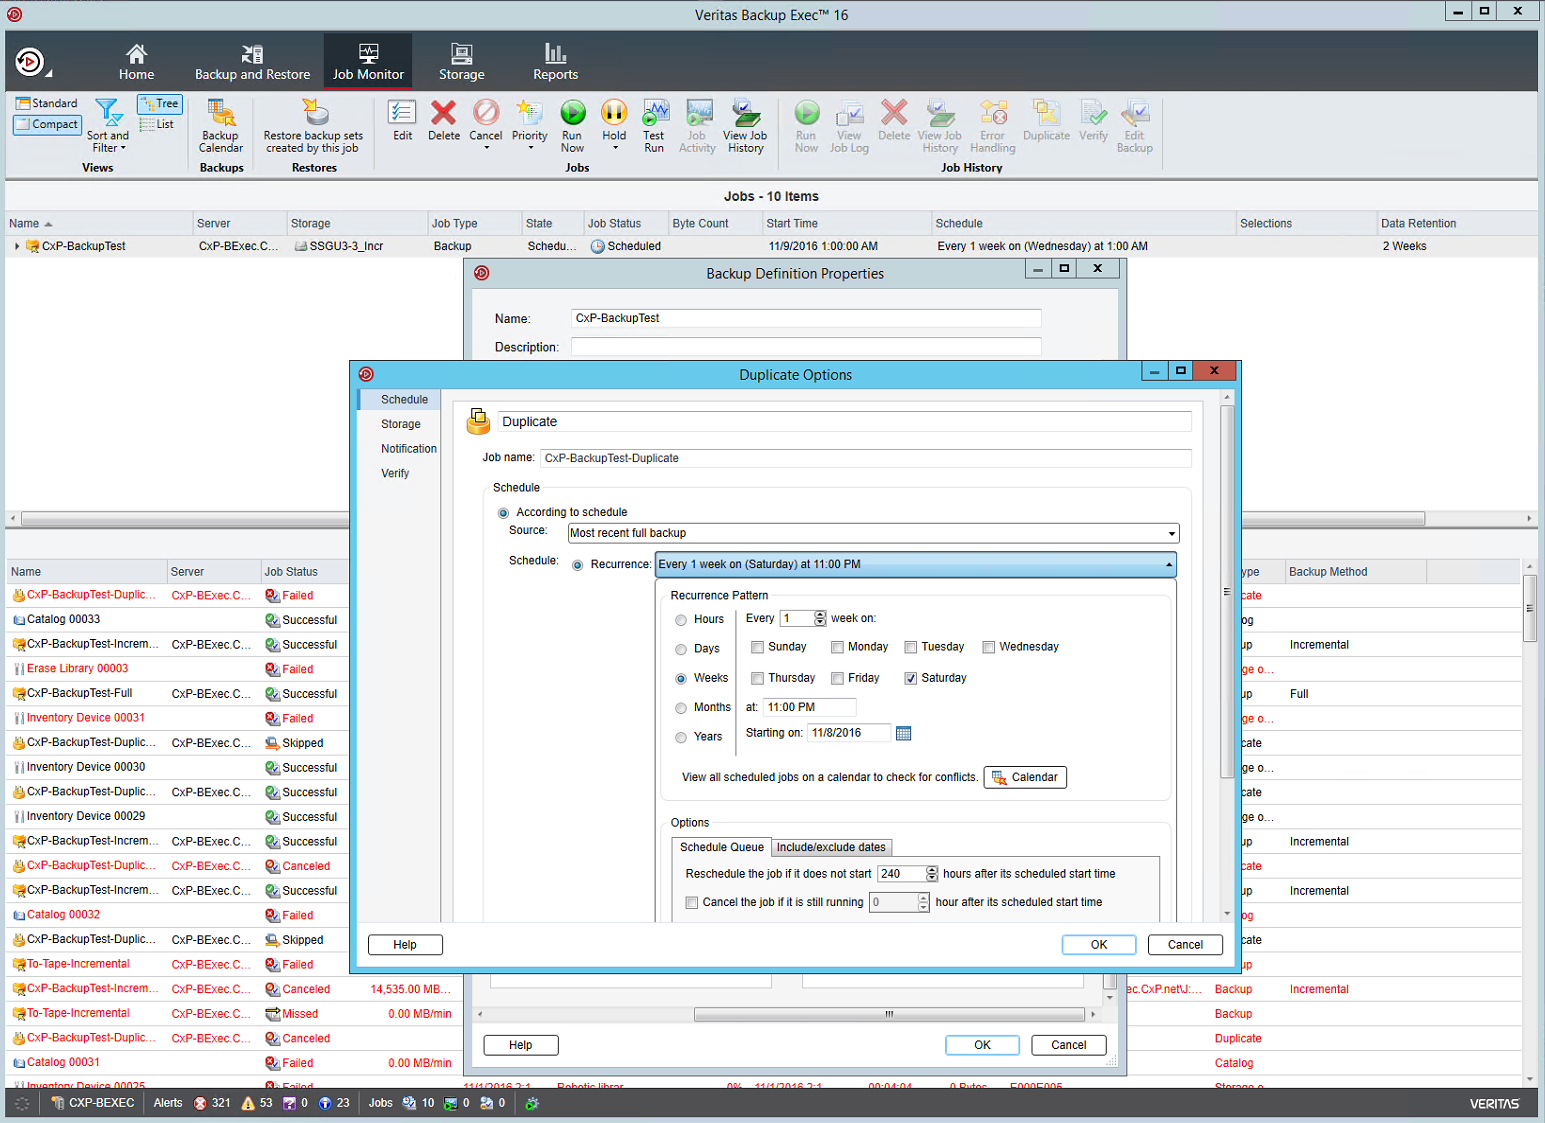 Veritas Backup Exec™ 16
Home
Backup and Restore
Job Monitor
Storage
Reports
Standard
Compact
Sort and Filter
Tree
List
Views
Backup Calendar
Backups
Restore backup sets created by this job
Restores
Edit
Delete
Cancel
Priority
Run Now
Hold
Test Run
Job Activity
View Job History
Jobs
Run Now
View Job Log
Delete
View Job History
Error Handling
Duplicate
Verify
Edit Backup
Job History
Jobs - 10 Items
Name Server Storage Job Type State Job Status Byte Count Start Time Schedule Selections Data Retention
CxP-BackupTest CxP-BExec.C... SSGU3-3_Incr Backup Schedu... Scheduled 11/9/2016 1:00:00 AM Every 1 week on (Wednesday) at 1:00 AM 2 Weeks
Backup Definition Properties
Name: CxP-BackupTest
Description:
Duplicate Options
Schedule
Storage
Notification
Verify
Duplicate
Job name: CxP-BackupTest-Duplicate
Schedule
According to schedule
Source: Most recent full backup
Schedule: Recurrence: Every 1 week on (Saturday) at 11:00 PM
Recurrence Pattern
Hours
Days
Weeks
Months
Years
Every 1 week on:
Sunday Monday Tuesday Wednesday
Thursday Friday Saturday
at: 11:00 PM
Starting on: 11/8/2016
View all scheduled jobs on a calendar to check for conflicts. Calendar
Options
Schedule Queue Include/exclude dates
Reschedule the job if it does not start 240 hours after its scheduled start time
Cancel the job if it is still running 0 hour after its scheduled start time
Help OK Cancel
Help OK Cancel
Name Server Job Status ype Backup Method
CxP-BackupTest-Duplic... CxP-BExec.C... Failed cate
Catalog 00033 Successful og
CxP-BackupTest-Increm... CxP-BExec.C... Successful up Incremental
Erase Library 00003 Failed ge o...
CxP-BackupTest-Full CxP-BExec.C... Successful up Full
Inventory Device 00031 Failed ge o...
CxP-BackupTest-Duplic... CxP-BExec.C... Skipped cate
Inventory Device 00030 Successful ge o...
CxP-BackupTest-Duplic... CxP-BExec.C... Successful cate
Inventory Device 00029 Successful ge o...
CxP-BackupTest-Increm... CxP-BExec.C... Successful up Incremental
CxP-BackupTest-Duplic... CxP-BExec.C... Canceled cate
CxP-BackupTest-Increm... CxP-BExec.C... Successful up Incremental
Catalog 00032 Failed og
CxP-BackupTest-Duplic... CxP-BExec.C... Skipped cate
To-Tape-Incremental CxP-BExec.C... Failed up
CxP-BackupTest-Increm... CxP-BExec.C... Canceled 14,535.00 MB... ec.CxP.net\J:... Backup Incremental
To-Tape-Incremental CxP-BExec.C... Missed 0.00 MB/min Backup
CxP-BackupTest-Duplic... CxP-BExec.C... Canceled Duplicate
Catalog 00031 Failed 0.00 MB/min Catalog
Inventory Device 00025 Failed 11/1/2016 2:1 Robotic librar 0% 11/1/2016 2:1 00:04:04 0 Bytes E000E005 Storage o
CXP-BEXEC Alerts 321 53 0 23 Jobs 10 0 0 VERITAS